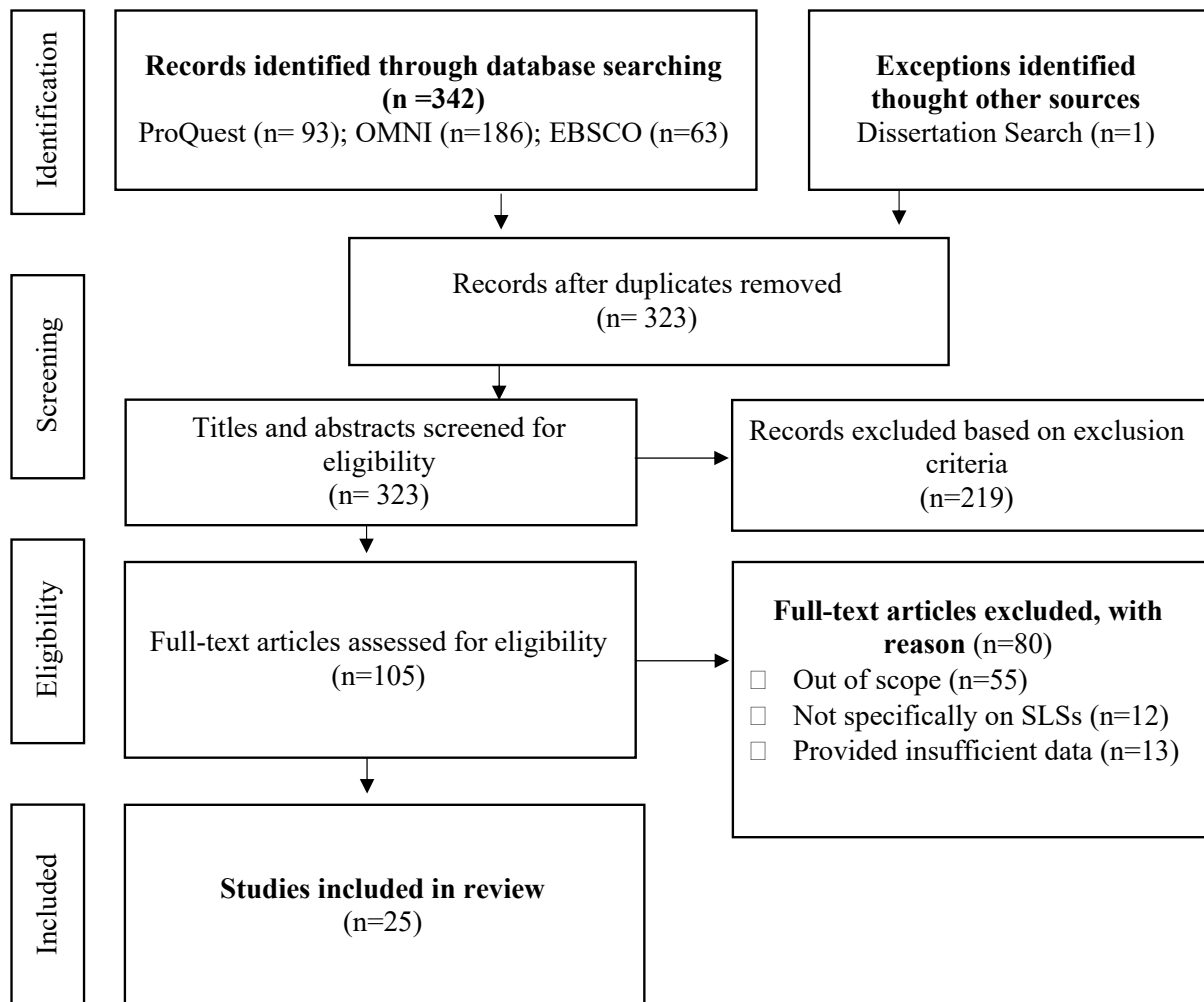 Identification
Records identified through database searching
(n =342)
ProQuest (n= 93); OMNI (n=186); EBSCO (n=63)
Exceptions identified
thought other sources
Dissertation Search (n=1)
Screening
Records after duplicates removed
(n= 323)
Titles and abstracts screened for
eligibility
(n= 323)
Records excluded based on exclusion
criteria
(n=219)
Eligibility
Full-text articles assessed for eligibility
(n=105)
Full-text articles excluded, with
reason (n=80)
Out of scope (n=55)
Not specifically on SLSs (n=12)
Provided insufficient data (n=13)
Included
Studies included in review
(n=25)